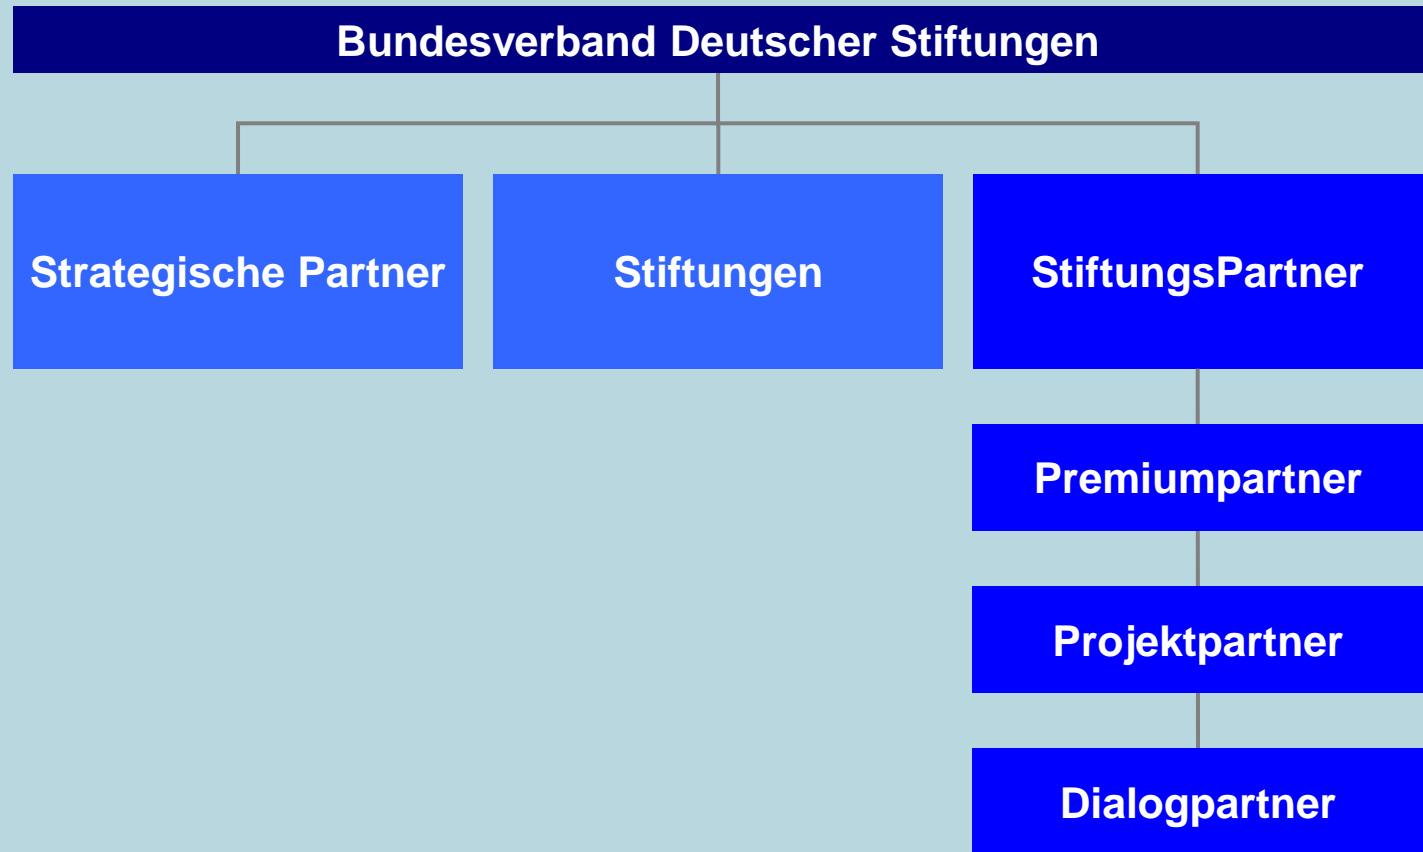 Bundesverband Deutscher Stiftungen
Strategische Partner
Stiftungen
StiftungsPartner
Premiumpartner
Projektpartner
Dialogpartner